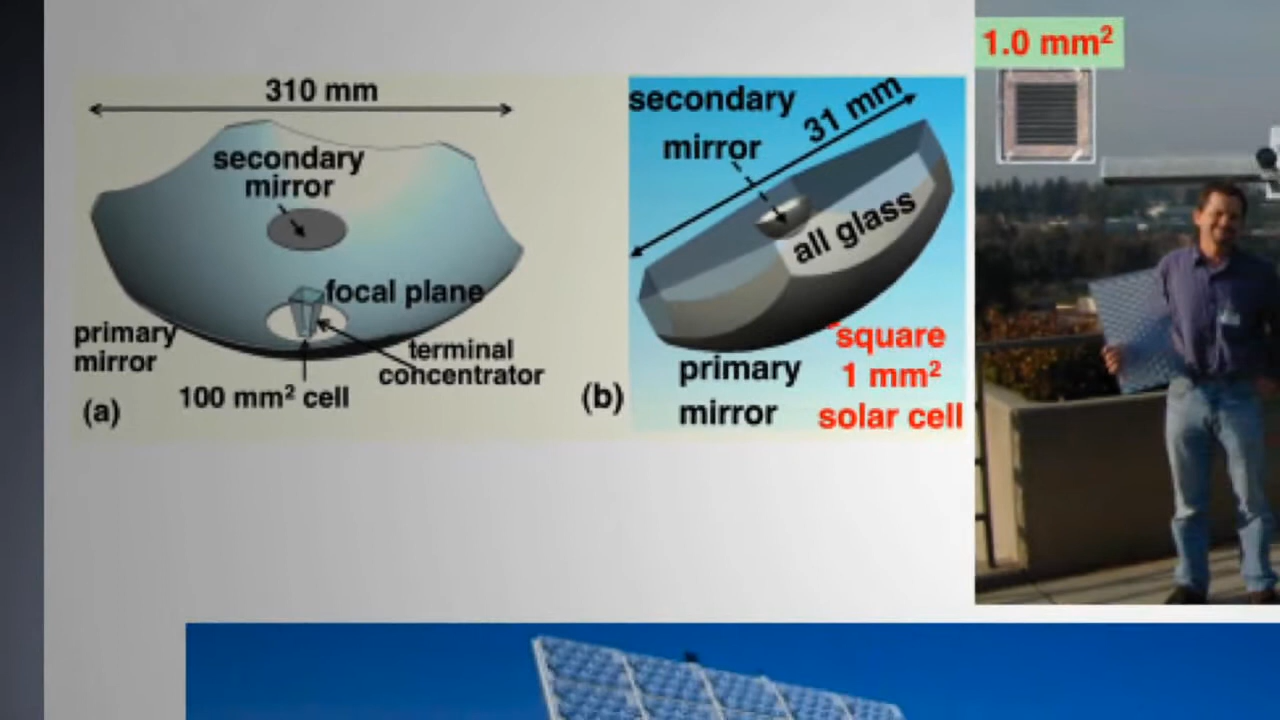 310 mm
secondary
mirror
focal plane
primary
mirror
terminal
concentrator
100 mm² cell
(a)
secondary
mirror
31 mm
all glass
square
1 mm²
solar cell
primary
mirror
(b)
1.0 mm²